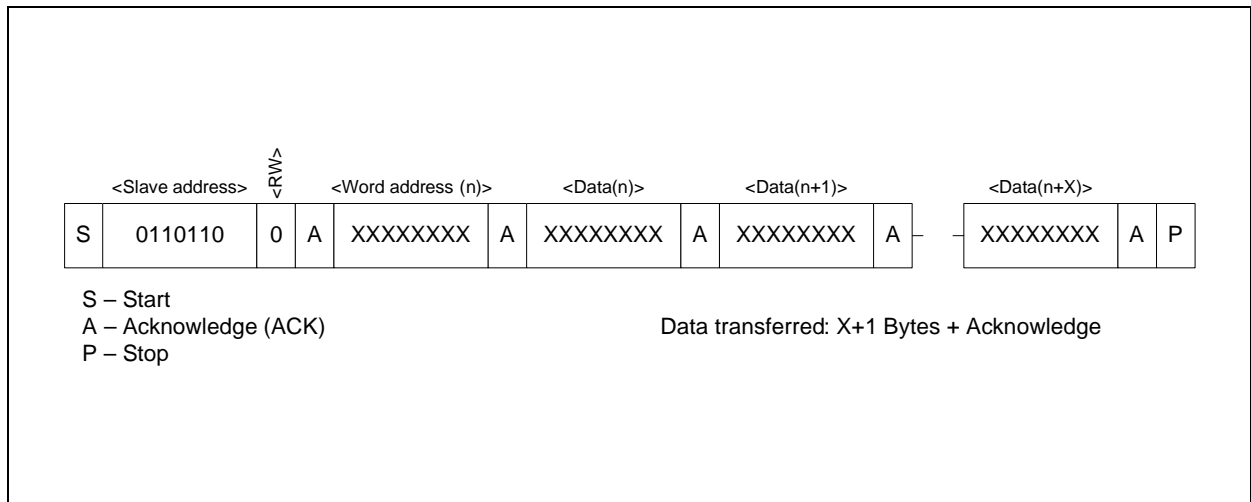 <Slave address> <RW> <Word address (n)> <Data(n)> <Data(n+1)> <Data(n+X)>
S 0110110 0 A XXXXXXXX A XXXXXXXX A XXXXXXXX A XXXXXXXX A P
S – Start
A – Acknowledge (ACK)
Data transferred: X+1 Bytes + Acknowledge
P – Stop